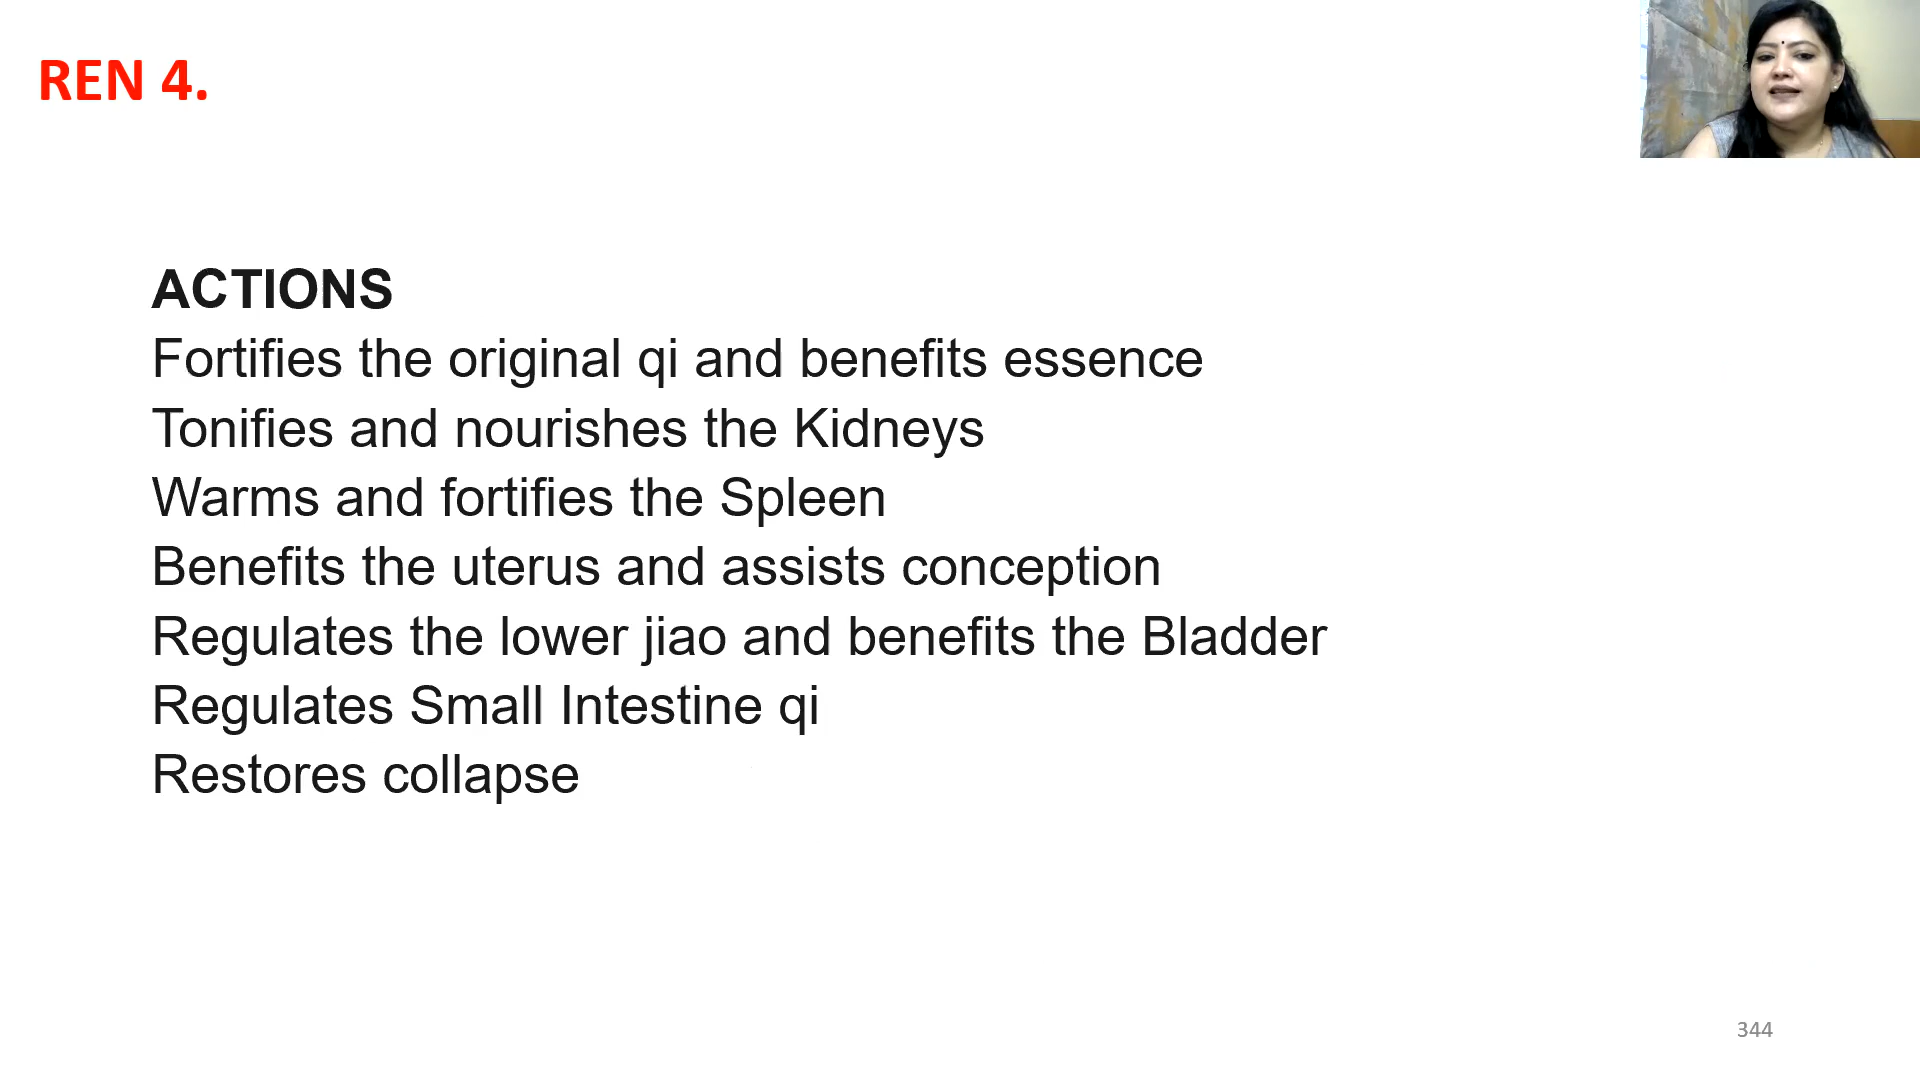 REN 4.
ACTIONS
Fortifies the original qi and benefits essence
Tonifies and nourishes the Kidneys
Warms and fortifies the Spleen
Benefits the uterus and assists conception
Regulates the lower jiao and benefits the Bladder
Regulates Small Intestine qi
Restores collapse
344